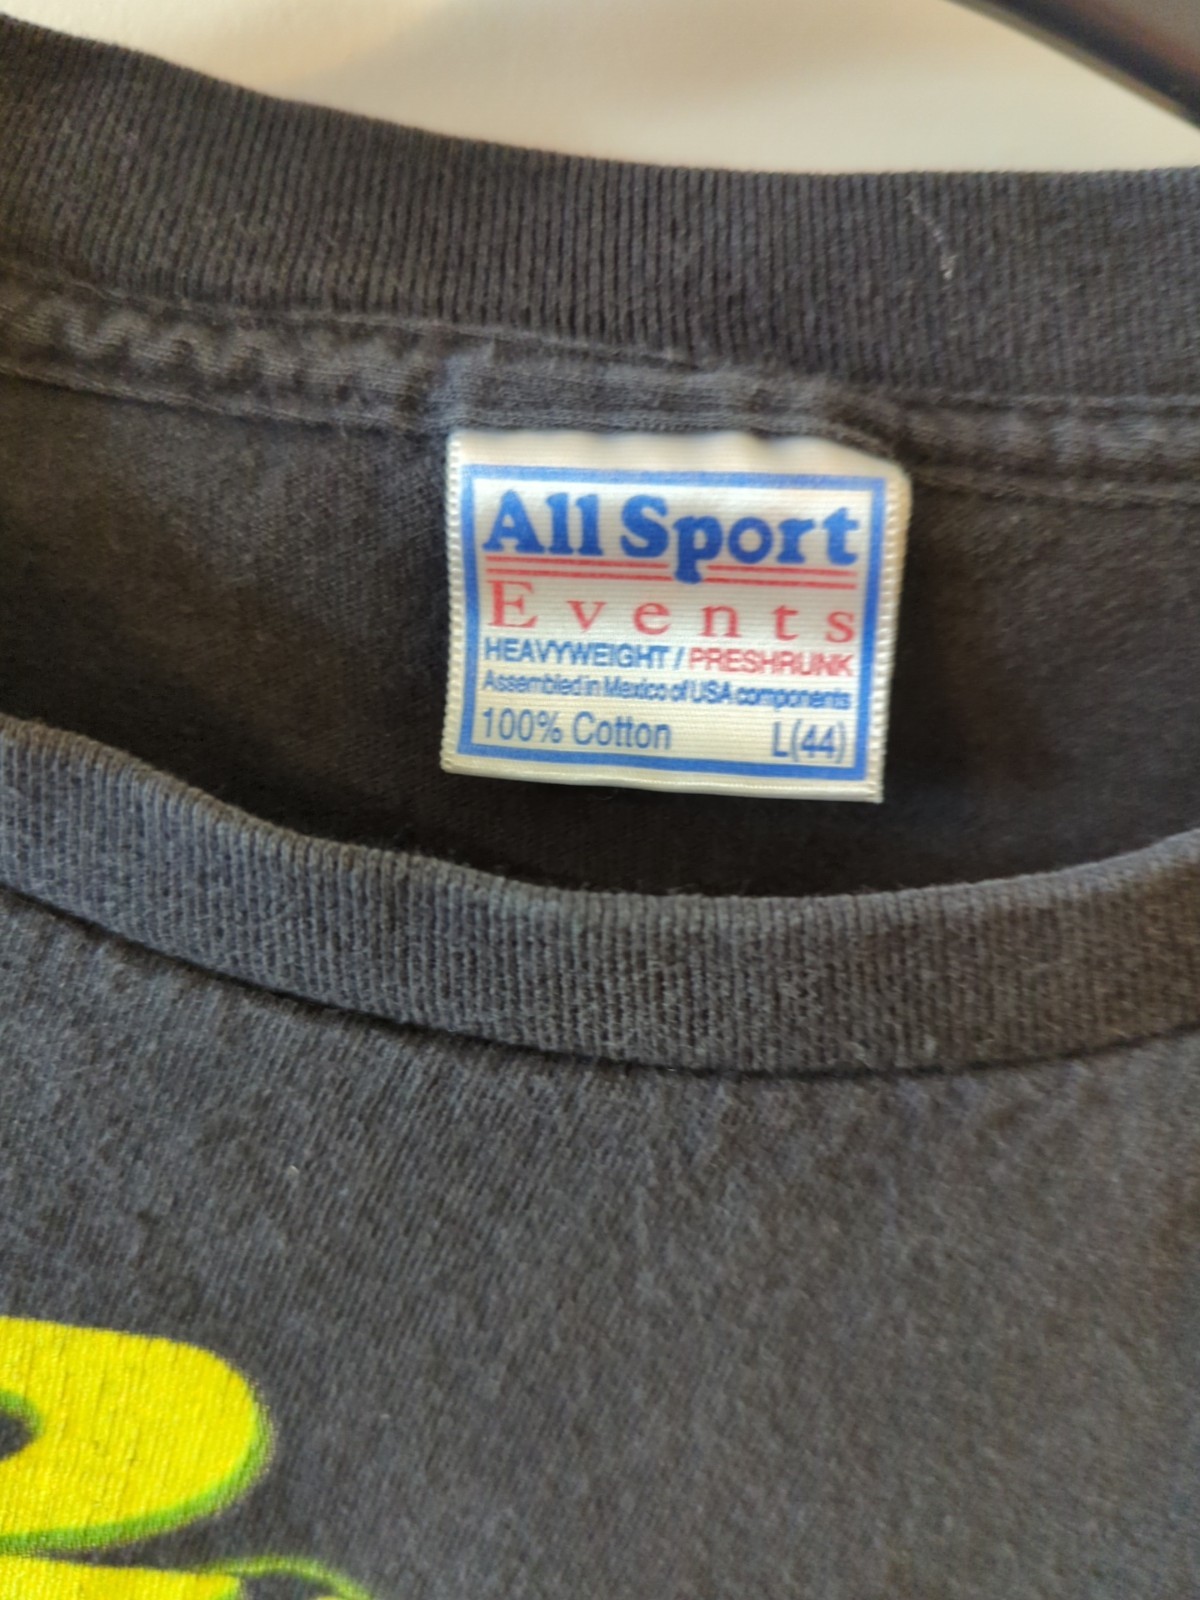 All Sport
Events
HEAVYWEIGHT / PRESHRUNK
Assembled in Mexico of USA components
100% Cotton L(44)